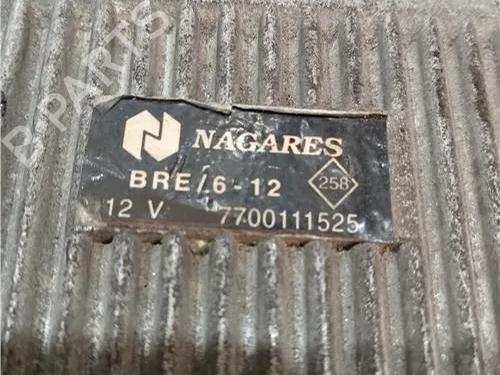 B-PARTS
NAGARES
BRE/6-12 258
12 V 7700111525